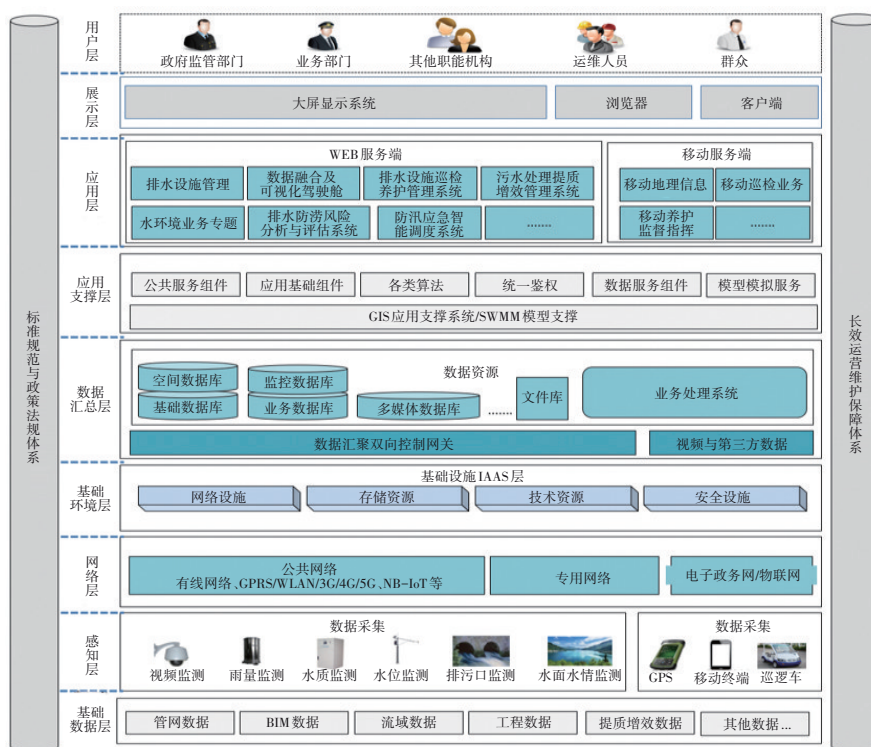 标准规范与政策法规体系
用户层
政府监管部门 业务部门 其他职能机构 运维人员 群众
展示层
大屏显示系统 浏览器 客户端
应用层
WEB服务端
排水设施管理
数据融合及
可视化驾驶舱
排水设施巡检
养护管理系统
污水处理提质
增效管理系统
水环境业务专题
排水防涝风险
分析与评估系统
防汛应急智
能调度系统
.......
移动服务端
移动地理信息 移动巡检业务
移动养护
监督指挥
.......
应用
支撑层
公共服务组件 应用基础组件 各类算法 统一鉴权 数据服务组件 模型模拟服务
GIS应用支撑系统/SWMM模型支撑
数据
汇总层
数据资源
空间数据库 监控数据库
基础数据库 业务数据库 多媒体数据库 ...... 文件库
业务处理系统
数据汇聚双向控制网关 视频与第三方数据
基础
环境层
基础设施IAAS层
网络设施 存储资源 技术资源 安全设施
网络层
公共网络
有线网络、GPRS/WLAN/3G/4G/5G、NB-IoT等
专用网络
电子政务网/物联网
感知层
数据采集
视频监测 雨量监测 水质监测 水位监测 排污口监测 水面水情监测
数据采集
GPS 移动终端 巡逻车
基础
数据层
管网数据 BIM数据 流域数据 工程数据 提质增效数据 其他数据...
长效运营维护保障体系